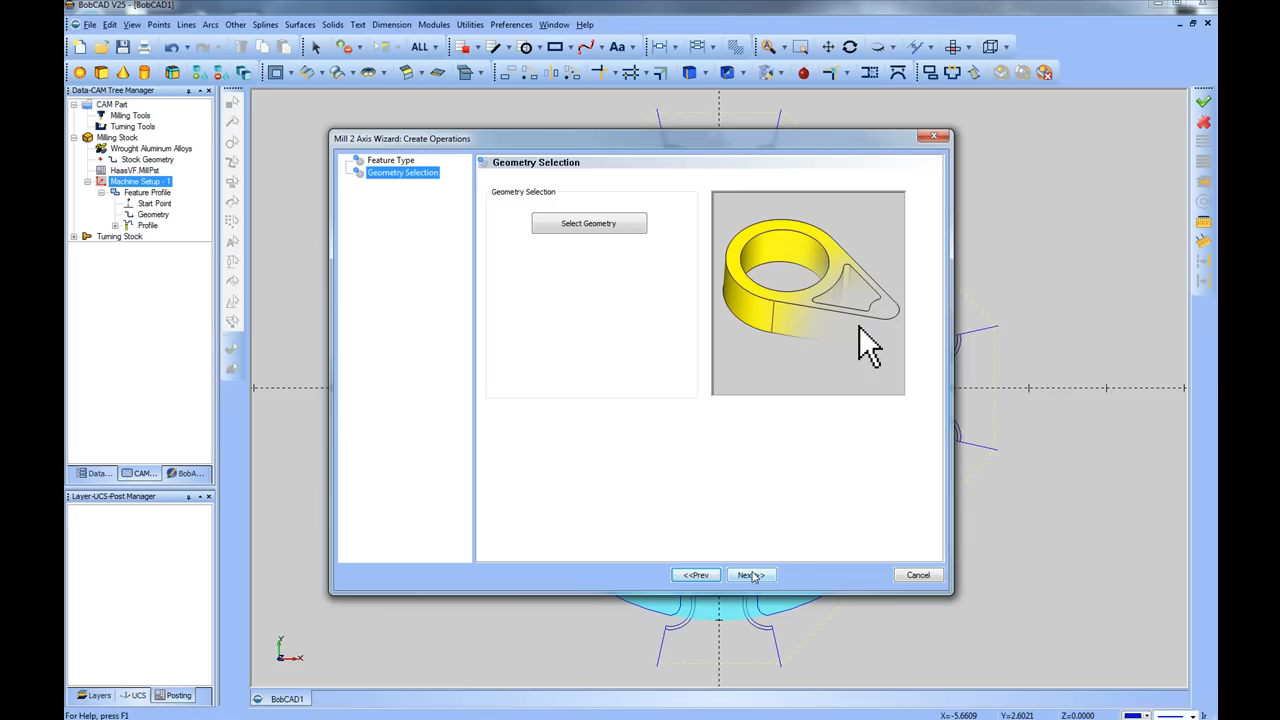 BobCAD V25 - [BobCAD1]
File Edit View Points Lines Arcs Other Splines Surfaces Solids Text Dimension Modules Utilities Preferences Window Help
ALL
Aa
Data-CAM Tree Manager
CAM Part
Milling Tools
Turning Tools
Milling Stock
Wrought Aluminum Alloys
Stock Geometry
HaasVF.MillPst
Machine Setup - 1
Feature Profile
Start Point
Geometry
Profile
Turning Stock
Data... CAM... BobA...
Layer-UCS-Post Manager
Layers UCS Posting
Mill 2 Axis Wizard: Create Operations
Feature Type
Geometry Selection
Geometry Selection
Geometry Selection
Select Geometry
<<Prev
Next>>
Cancel
Y
X
BobCAD1
For Help, press F1
X=-5.6609 Y=2.6021 Z=0.0000